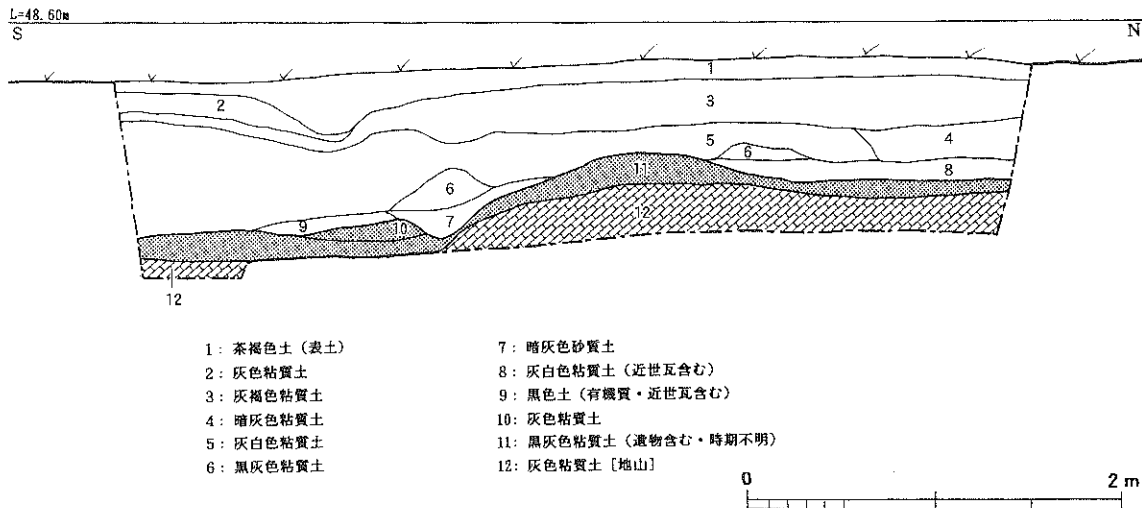 L=48.60m
S N
1
2 3
5 4
6
11 8
6
7 12
9 10
12
1：茶褐色土（表土）
2：灰色粘質土
3：灰褐色粘質土
4：暗灰色粘質土
5：灰白色粘質土
6：黒灰色粘質土
7：暗灰色砂質土
8：灰白色粘質土（近世瓦含む）
9：黒色土（有機質・近世瓦含む）
10：灰色粘質土
11：黒灰色粘質土（遺物含む・時期不明）
12：灰色粘質土［地山］
0 2 m